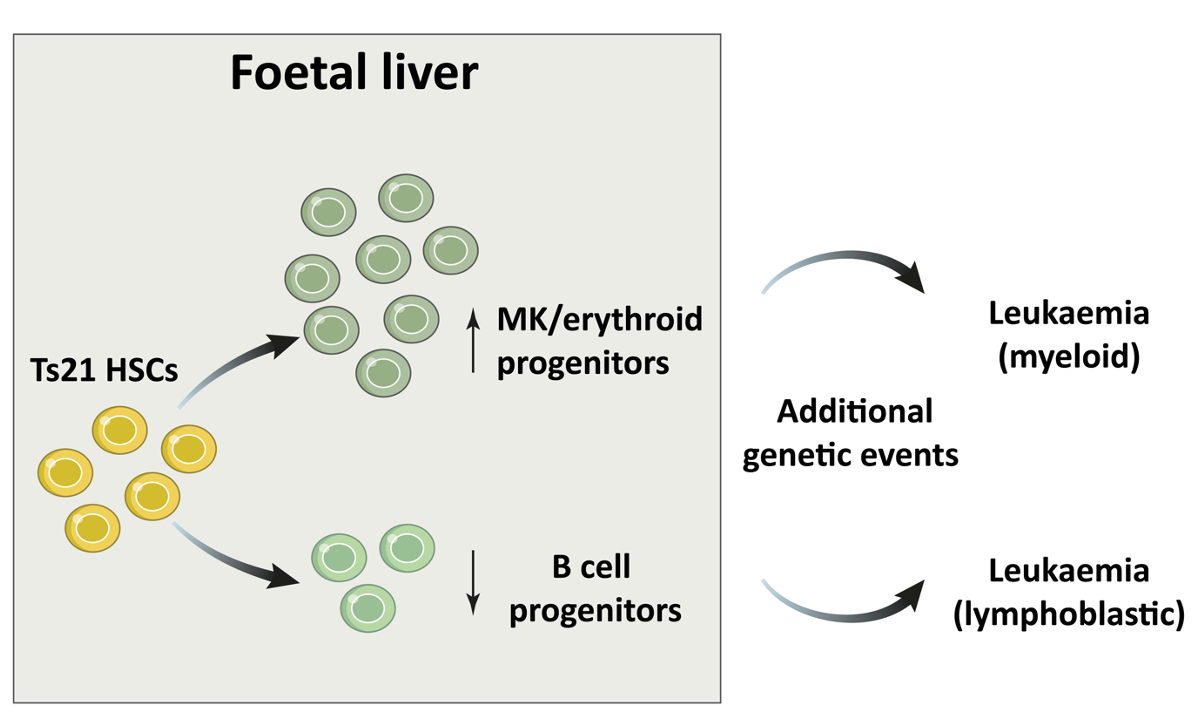 Foetal liver
Ts21 HSCs
MK/erythroid
progenitors
B cell
progenitors
Additional
genetic events
Leukaemia
(myeloid)
Leukaemia
(lymphoblastic)